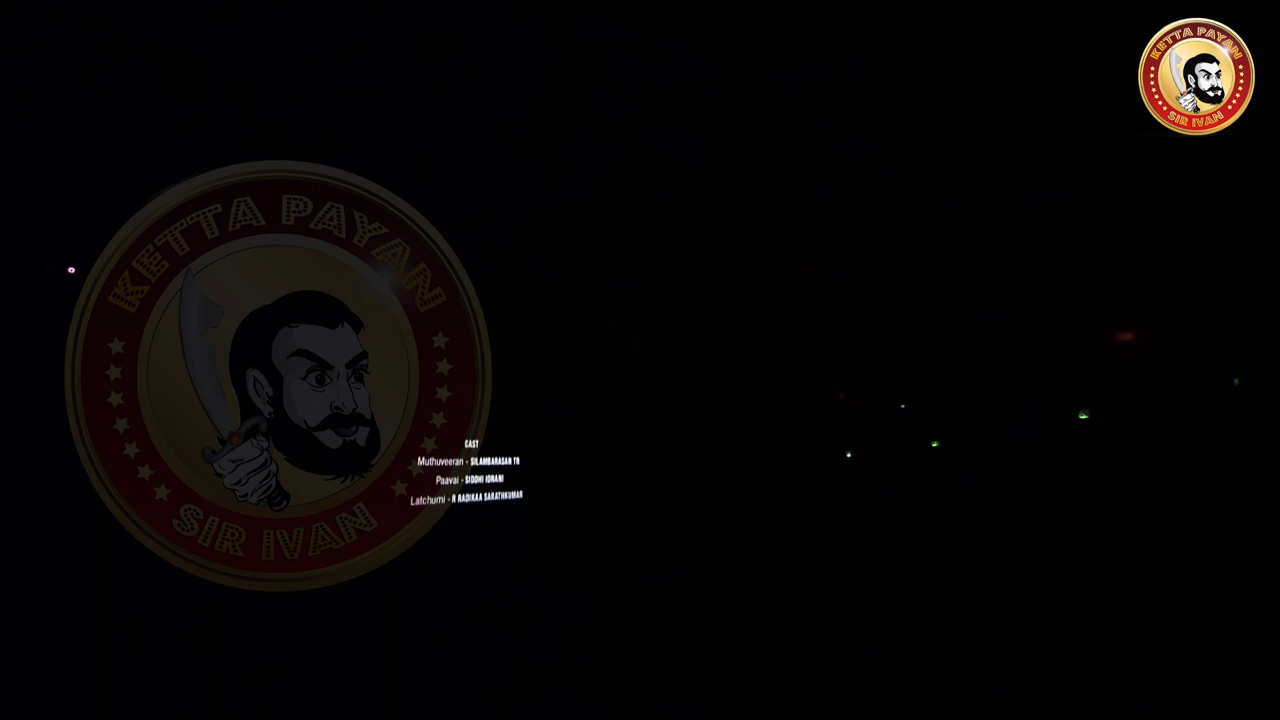 KETTA PAYAN
SIR IVAN
KETTA PAYAN
SIR IVAN
CAST
Muthuveeran - SILAMBARASAN TR
Paavai - SIDDHI IDNANI
Latchumi - R RADIKAA SARATHKUMAR